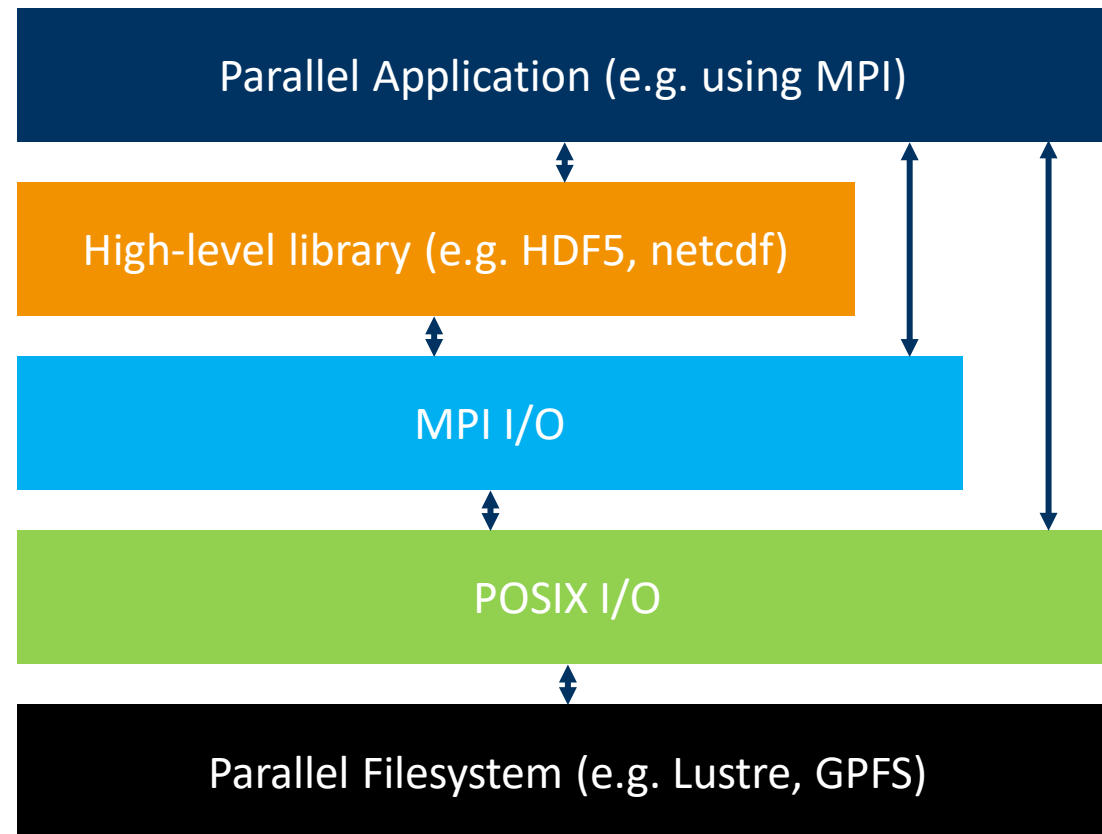 Parallel Application (e.g. using MPI)
High-level library (e.g. HDF5, netcdf)
MPI I/O
POSIX I/O
Parallel Filesystem (e.g. Lustre, GPFS)